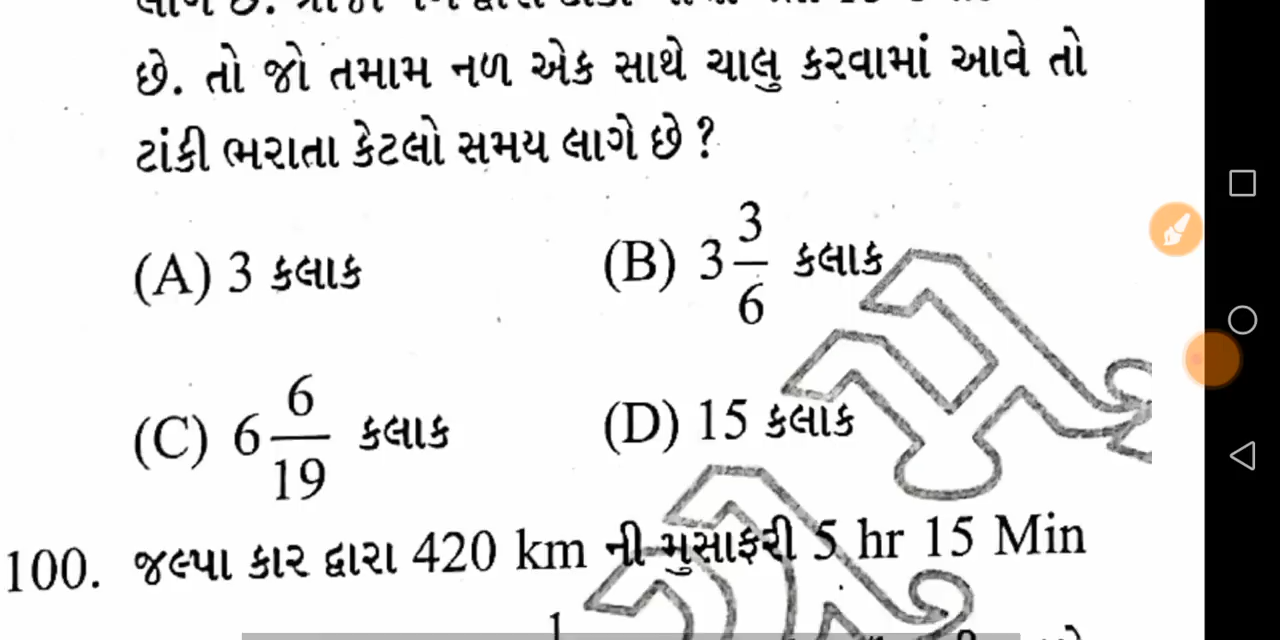 છે. તો જો તમામ નળ એક સાથે ચાલુ કરવામાં આવે તો
ટાંકી ભરાતા કેટલો સમય લાગે છે ?
(A) 3 કલાક (B) 3 3/6 કલાક
(C) 6 6/19 કલાક (D) 15 કલાક
100. જલ્પા કાર દ્વારા 420 km ની મુસાફરી 5 hr 15 Min